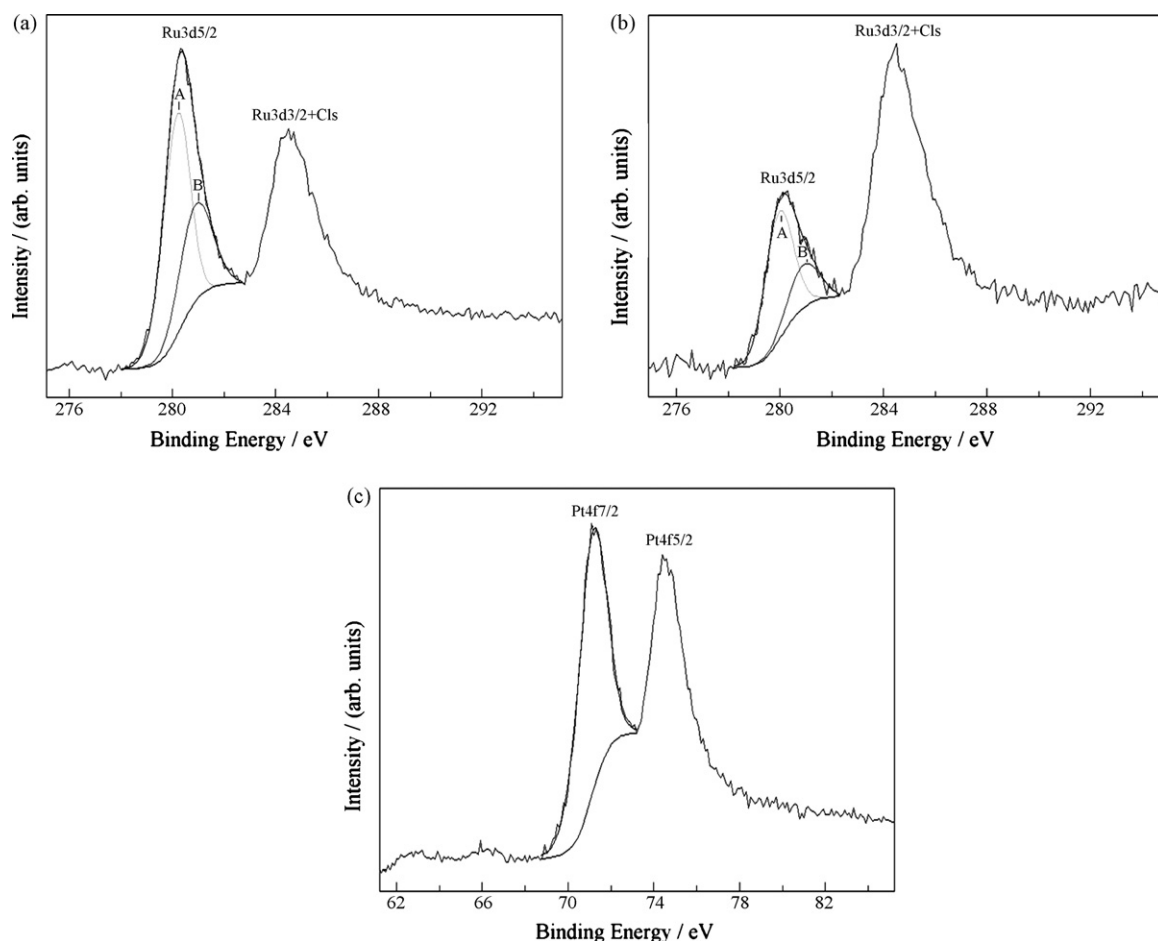 (a)
Ru3d5/2
A
B
Ru3d3/2+Cls
Intensity / (arb. units)
276 280 284 288 292
Binding Energy / eV
(b)
Ru3d3/2+Cls
Ru3d5/2
A
B
Intensity / (arb. units)
276 280 284 288 292
Binding Energy / eV
(c)
Pt4f7/2
Pt4f5/2
Intensity / (arb. units)
62 66 70 74 78 82
Binding Energy / eV